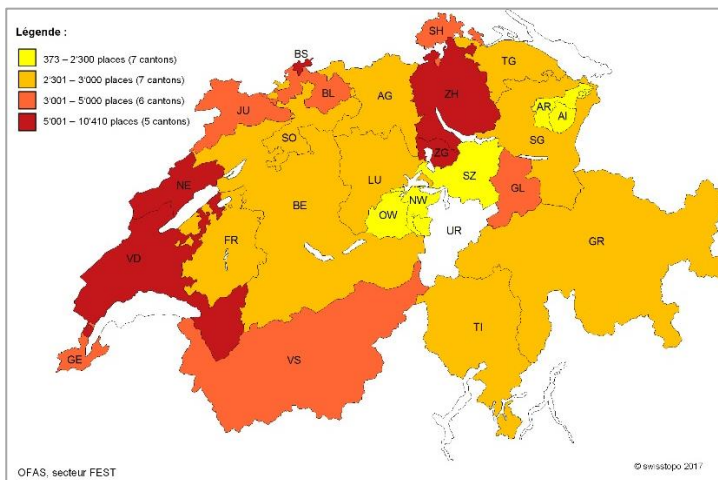 Légende :
373 – 2'300 places (7 cantons)
2'301 – 3'000 places (7 cantons)
3'001 – 5'000 places (6 cantons)
5'001 – 10'410 places (5 cantons)
SH
BS
TG
BL
AG
ZH
JU
AR
AI
SO
SG
ZG
NE
LU
SZ
GL
NW
OW
BE
UR
FR
GR
VD
TI
GE
VS
OFAS, secteur FEST
© swisstopo 2017